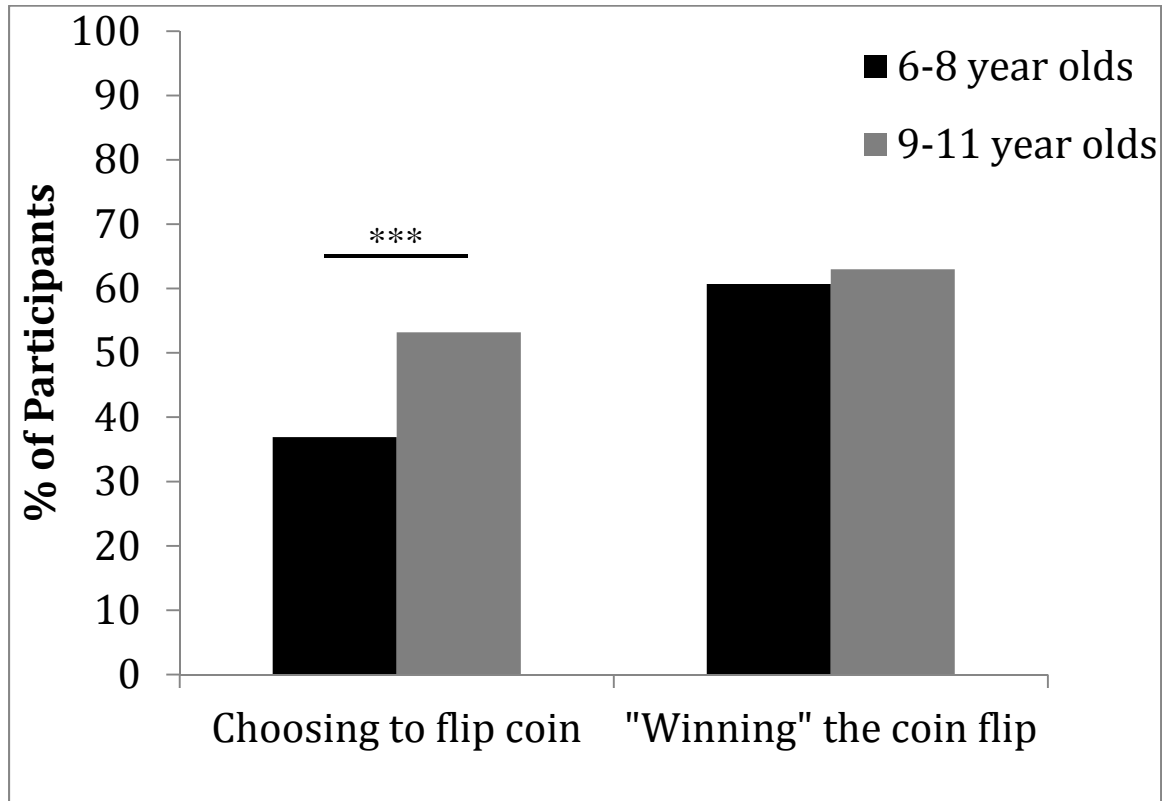 % of Participants
100
90
80
70
60
50
40
30
20
10
0
6-8 year olds
9-11 year olds
***
Choosing to flip coin
"Winning" the coin flip